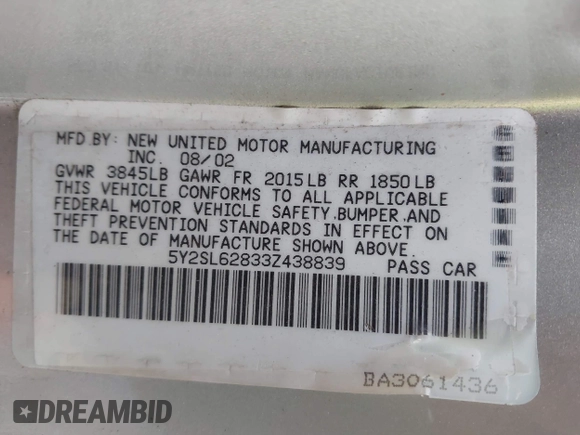 MFD BY: NEW UNITED MOTOR MANUFACTURING
INC. 08/02
GVWR 3845LB GAWR FR 2015LB RR 1850LB
THIS VEHICLE CONFORMS TO ALL APPLICABLE
FEDERAL MOTOR VEHICLE SAFETY,BUMPER,AND
THEFT PREVENTION STANDARDS IN EFFECT ON
THE DATE OF MANUFACTURE SHOWN ABOVE.
5Y2SL62833Z438839 PASS CAR
BA3061436
DREAMBID